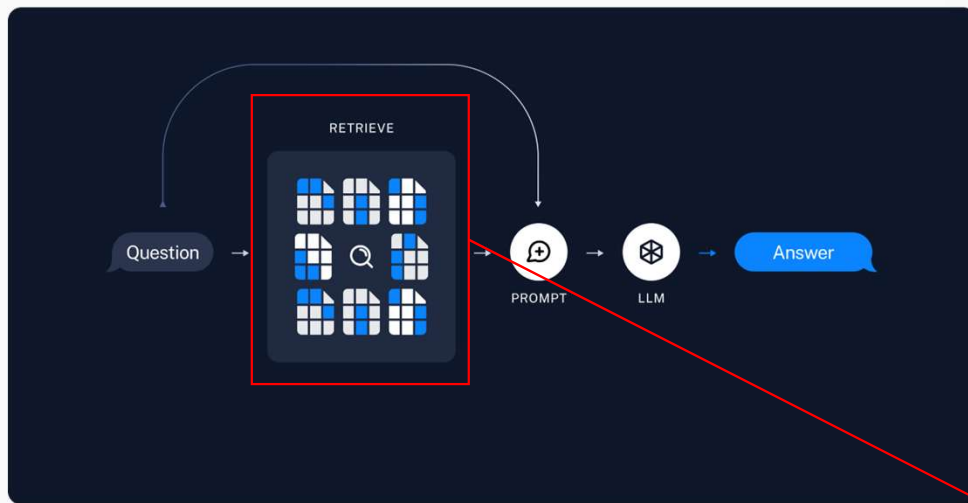 RETRIEVE
Question
Answer
PROMPT
LLM